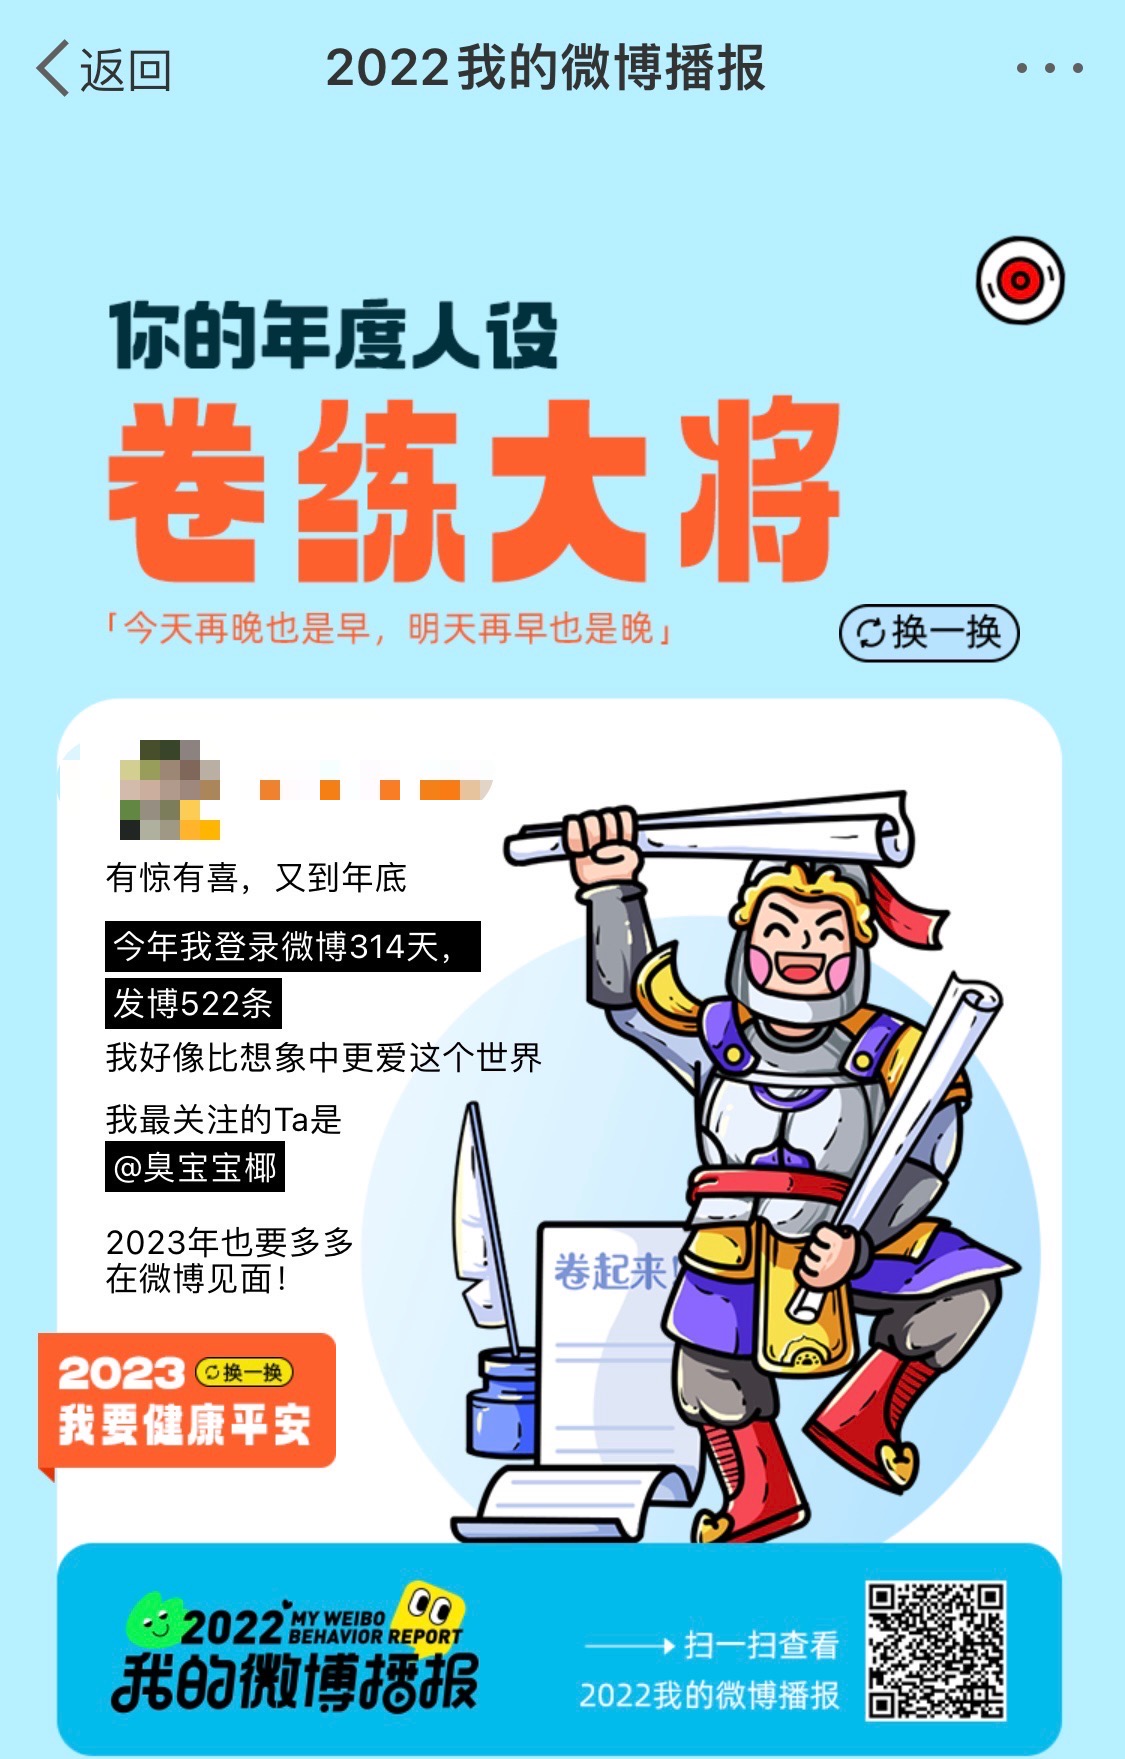 返回
2022我的微博播报
你的年度人设
卷练大将
「今天再晚也是早，明天再早也是晚」
换一换
有惊有喜，又到年底
今年我登录微博314天，
发博522条
我好像比想象中更爱这个世界
我最关注的Ta是
@臭宝宝椰
2023年也要多多
在微博见面！
卷起来！
2023 换一换
我要健康平安
2022 MY WEIBO
BEHAVIOR REPORT
我的微博播报
扫一扫查看
2022我的微博播报